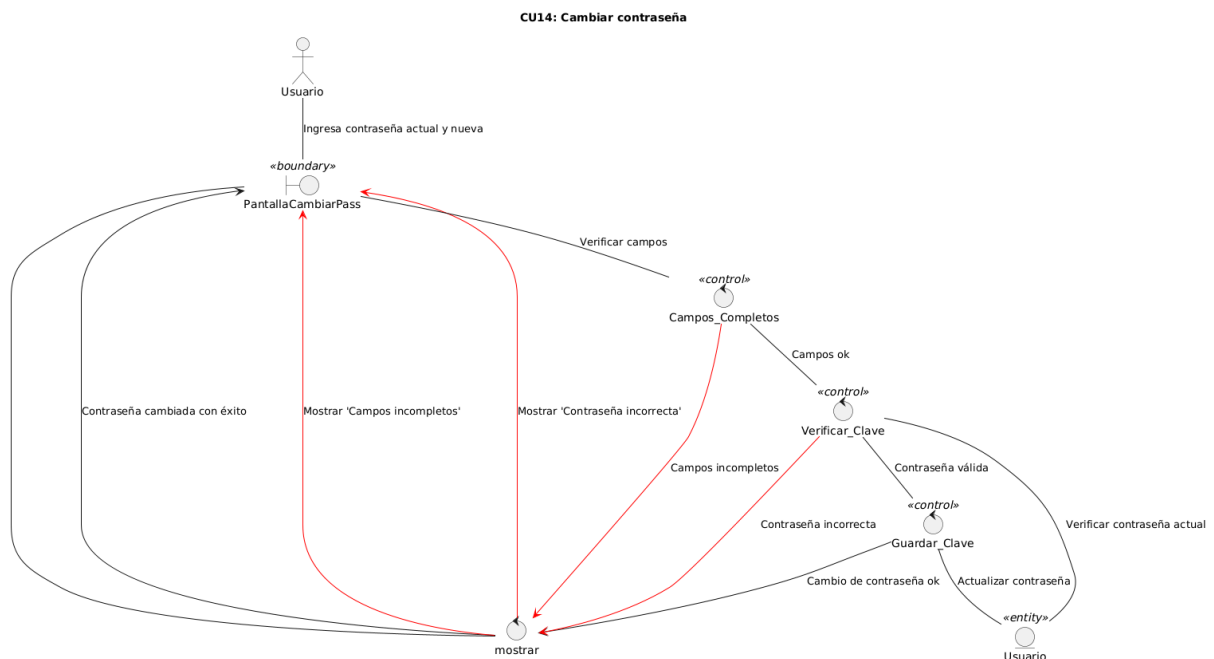 CU14: Cambiar contraseña
Usuario
Ingresa contraseña actual y nueva
«boundary»
PantallaCambiarPass
Verificar campos
«control»
Campos_Completos
Campos ok
«control»
Verificar_Clave
Contraseña cambiada con éxito
Mostrar 'Campos incompletos'
Mostrar 'Contraseña incorrecta'
Campos incompletos
Contraseña válida
«control»
Guardar_Clave
Contraseña incorrecta
Verificar contraseña actual
Cambio de contraseña ok
Actualizar contraseña
«entity»
Usuario
mostrar